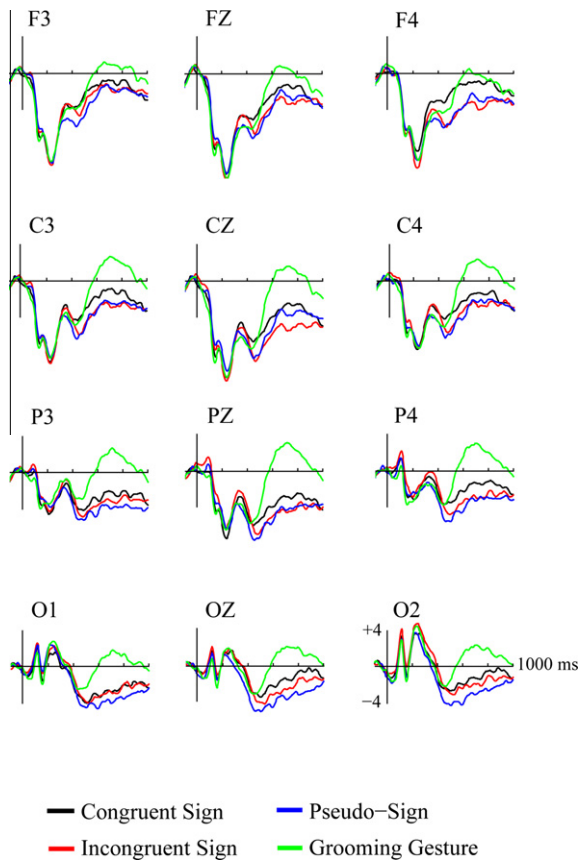 F3 FZ F4
C3 CZ C4
P3 PZ P4
O1 OZ O2
+4
1000 ms
−4
Congruent Sign Pseudo−Sign
Incongruent Sign Grooming Gesture